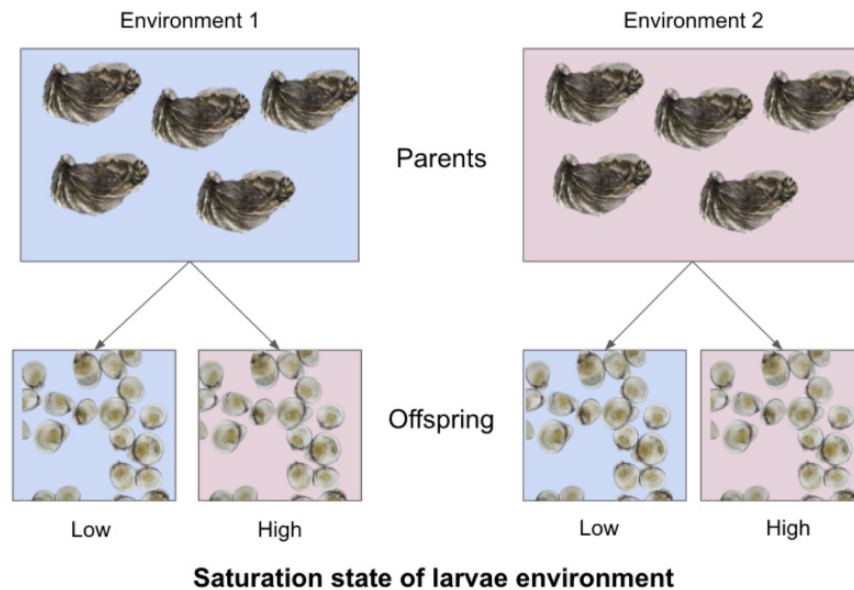 Environment 1
Environment 2
Parents
Offspring
Low
High
Low
High
Saturation state of larvae environment